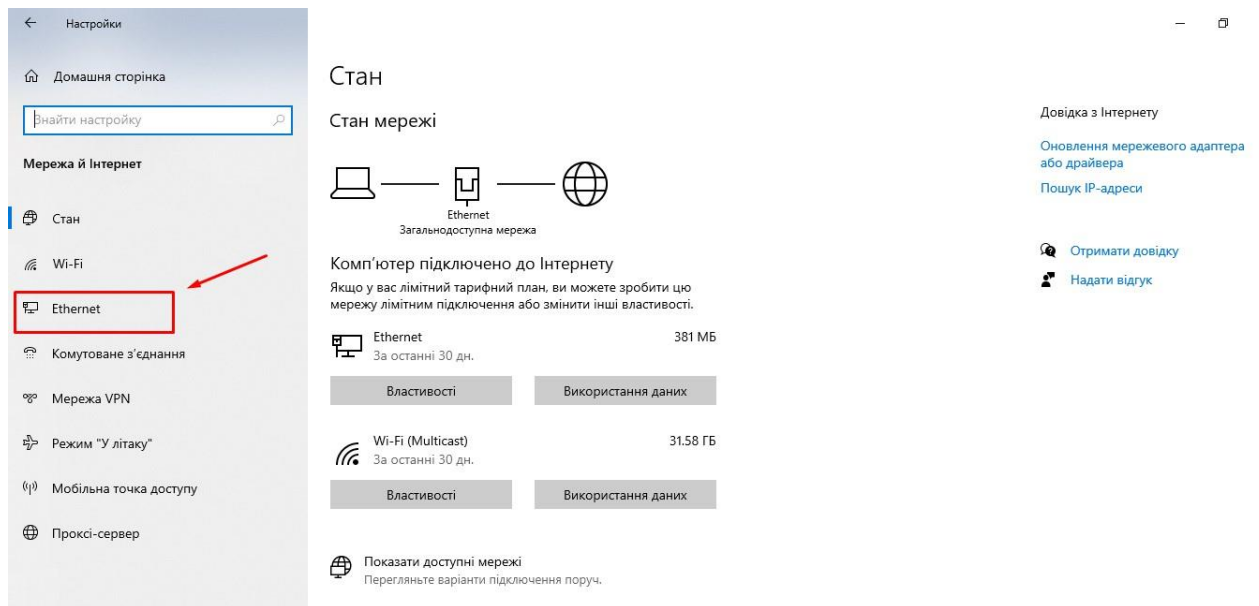 Настройки
Домашня сторінка
Знайти настройку
Мережа й Інтернет
Стан
Wi-Fi
Ethernet
Комутоване з'єднання
Мережа VPN
Режим "У літаку"
Мобільна точка доступу
Проксі-сервер
Стан
Стан мережі
Ethernet
Загальнодоступна мережа
Комп'ютер підключено до Інтернету
Якщо у вас лімітний тарифний план, ви можете зробити цю
мережу лімітним підключення або змінити інші властивості.
Ethernet 381 МБ
За останні 30 дн.
Властивості Використання даних
Wi-Fi (Multicast) 31.58 ГБ
За останні 30 дн.
Властивості Використання даних
Показати доступні мережі
Перегляньте варіанти підключення поруч.
Довідка з Інтернету
Оновлення мережевого адаптера
або драйвера
Пошук IP-адреси
Отримати довідку
Надати відгук